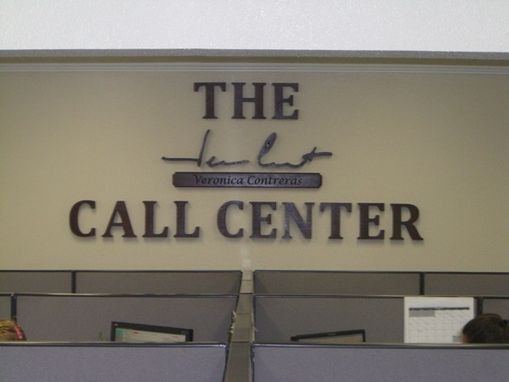 THE
Veronica Contreras
CALL CENTER